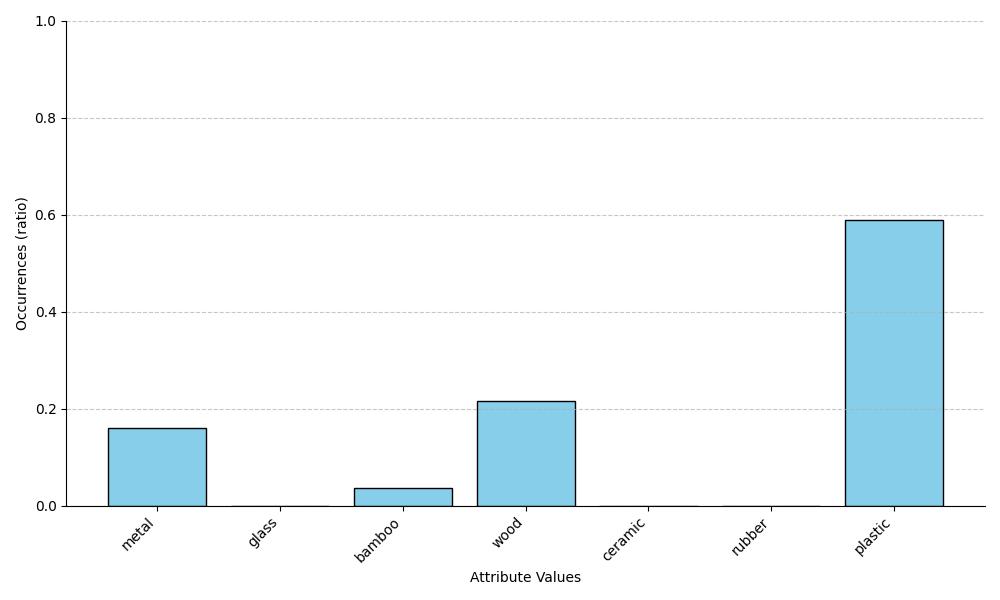 1.0
0.8
0.6
0.4
0.2
0.0
Occurrences (ratio)
metal
glass
bamboo
wood
ceramic
rubber
plastic
Attribute Values